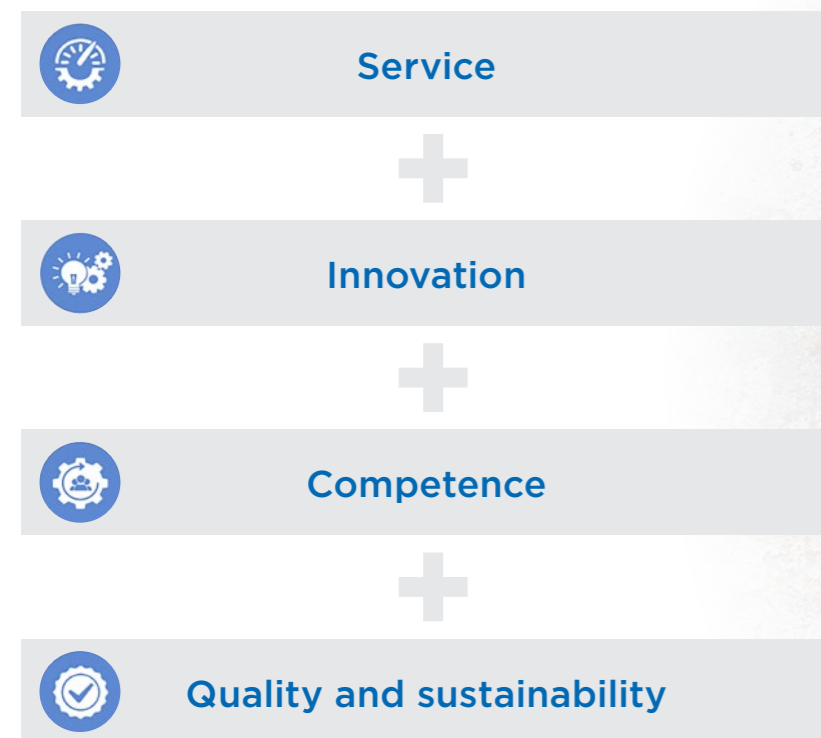 Service
Innovation
Competence
Quality and sustainability